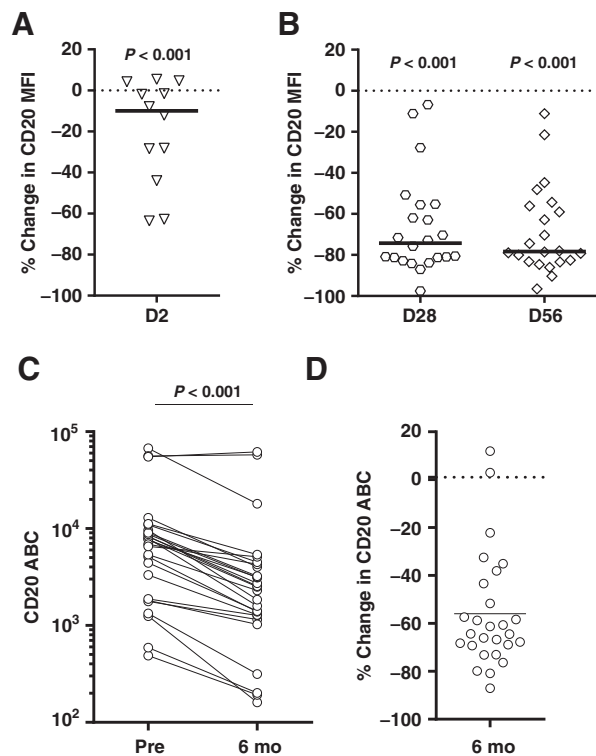 A
B
P < 0.001
P < 0.001
P < 0.001
% Change in CD20 MFI
20
0
−20
−40
−60
−80
−100
D2
% Change in CD20 MFI
20
0
−20
−40
−60
−80
−100
D28
D56
C
D
P < 0.001
CD20 ABC
10^5
10^4
10^3
10^2
Pre
6 mo
% Change in CD20 ABC
20
0
−20
−40
−60
−80
−100
6 mo